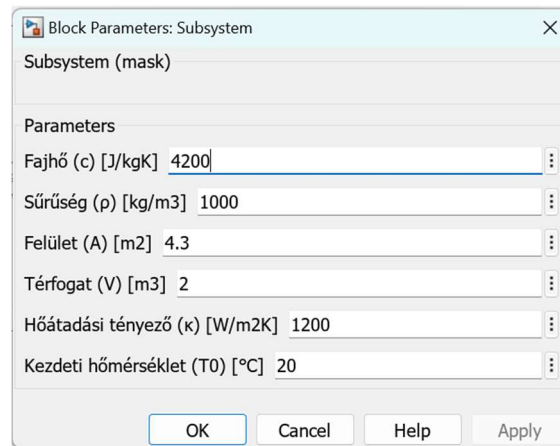 Block Parameters: Subsystem
Subsystem (mask)
Parameters
Fajhő (c) [J/kgK] 4200
Sűrűség (ρ) [kg/m3] 1000
Felület (A) [m2] 4.3
Térfogat (V) [m3] 2
Hőátadási tényező (κ) [W/m2K] 1200
Kezdeti hőmérséklet (T0) [°C] 20
OK Cancel Help Apply